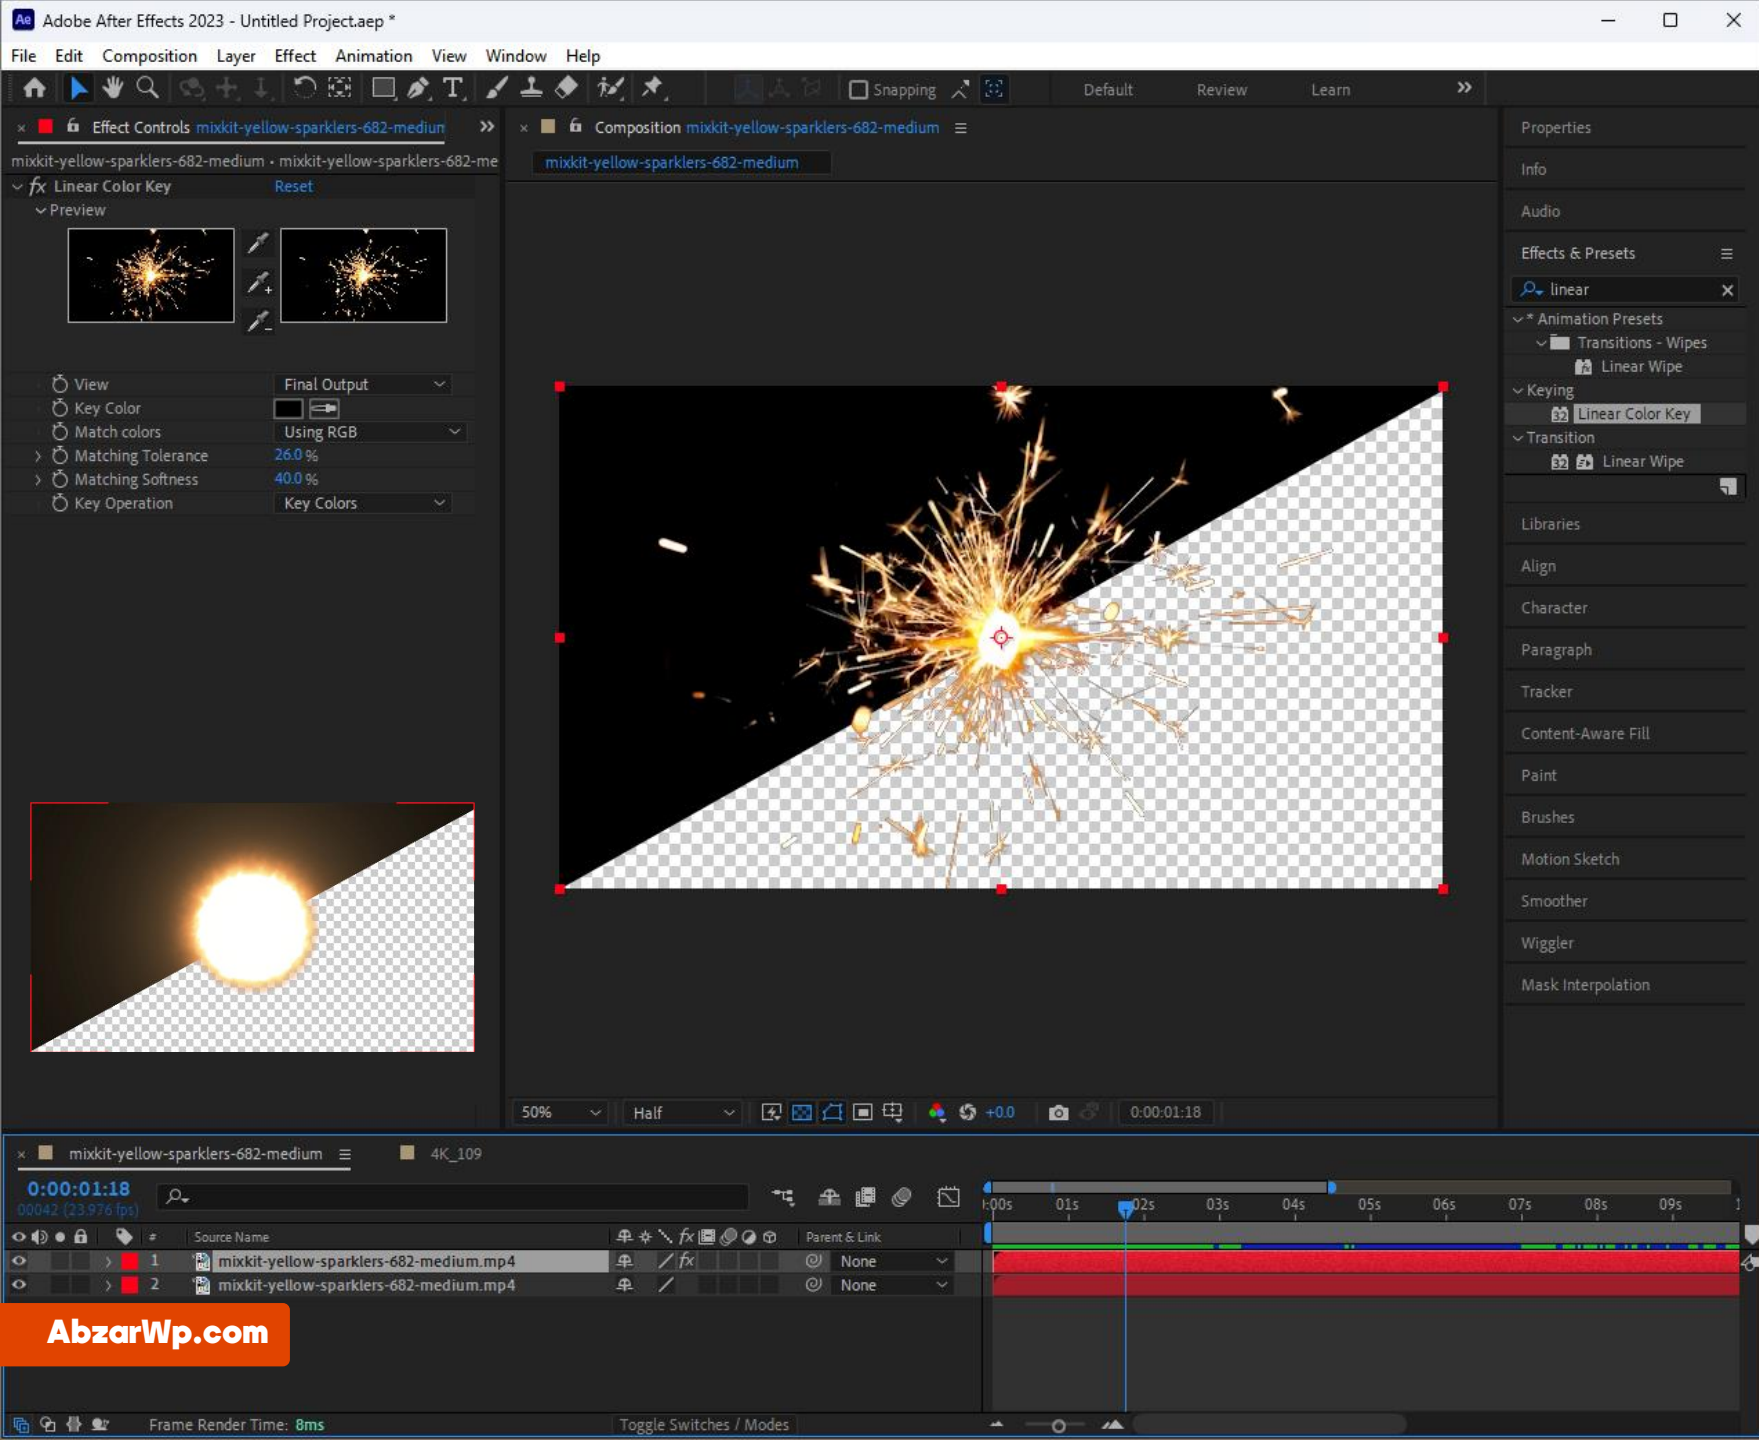 Ae Adobe After Effects 2023 - Untitled Project.aep *
File Edit Composition Layer Effect Animation View Window Help
Snapping Default Review Learn
Effect Controls mixkit-yellow-sparklers-682-medium
Composition mixkit-yellow-sparklers-682-medium
mixkit-yellow-sparklers-682-medium • mixkit-yellow-sparklers-682-me
mixkit-yellow-sparklers-682-medium
fx Linear Color Key Reset
Preview
View Final Output
Key Color
Match colors Using RGB
Matching Tolerance 26.0 %
Matching Softness 40.0 %
Key Operation Key Colors
Properties
Info
Audio
Effects & Presets
linear
* Animation Presets
Transitions - Wipes
Linear Wipe
Keying
32 Linear Color Key
Transition
32 Linear Wipe
Libraries
Align
Character
Paragraph
Tracker
Content-Aware Fill
Paint
Brushes
Motion Sketch
Smoother
Wiggler
Mask Interpolation
50% Half +0.0 0:00:01:18
mixkit-yellow-sparklers-682-medium 4K_109
0:00:01:18
00042 (23.976 fps)
:00s 01s 02s 03s 04s 05s 06s 07s 08s 09s 1
# Source Name fx Parent & Link
1 mixkit-yellow-sparklers-682-medium.mp4 fx None
2 mixkit-yellow-sparklers-682-medium.mp4 None
AbzarWp.com
Frame Render Time: 8ms Toggle Switches / Modes